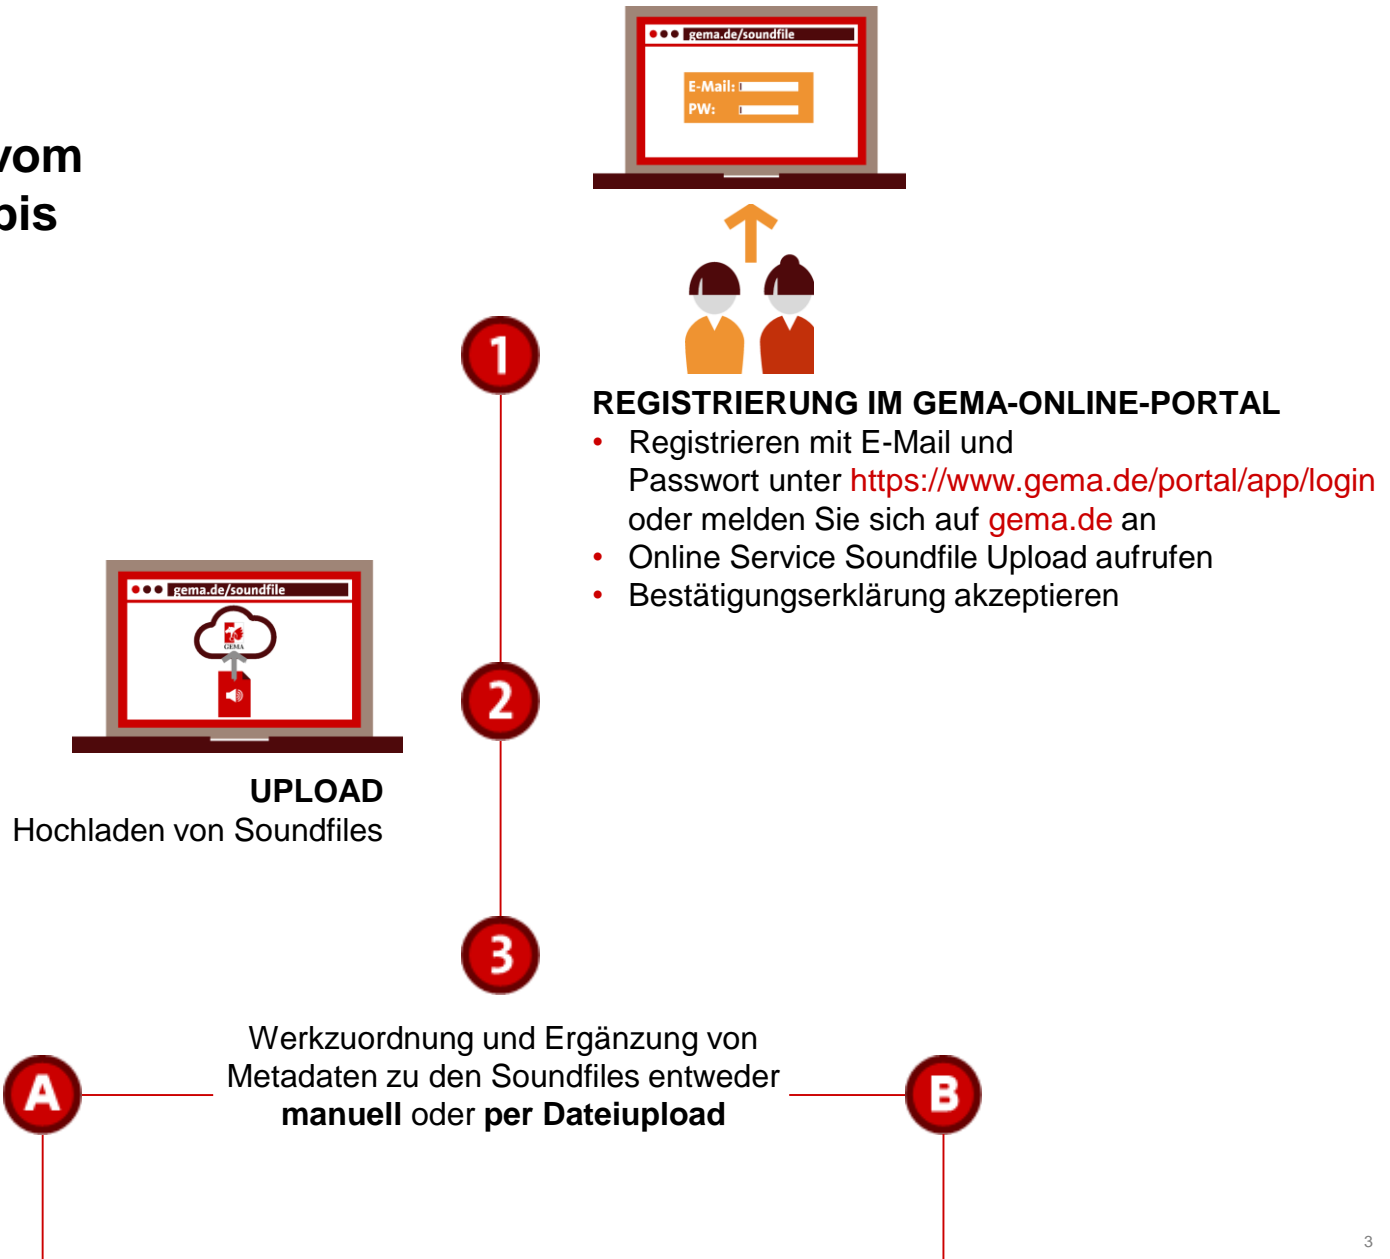 gema.de/soundfile
E-Mail:
PW:
vom
bis
1
REGISTRIERUNG IM GEMA-ONLINE-PORTAL
• Registrieren mit E-Mail und
Passwort unter https://www.gema.de/portal/app/login
oder melden Sie sich auf gema.de an
• Online Service Soundfile Upload aufrufen
• Bestätigungserklärung akzeptieren
gema.de/soundfile
GEMA
2
UPLOAD
Hochladen von Soundfiles
3
Werkzuordnung und Ergänzung von
Metadaten zu den Soundfiles entweder
manuell oder per Dateiupload
A
B
3